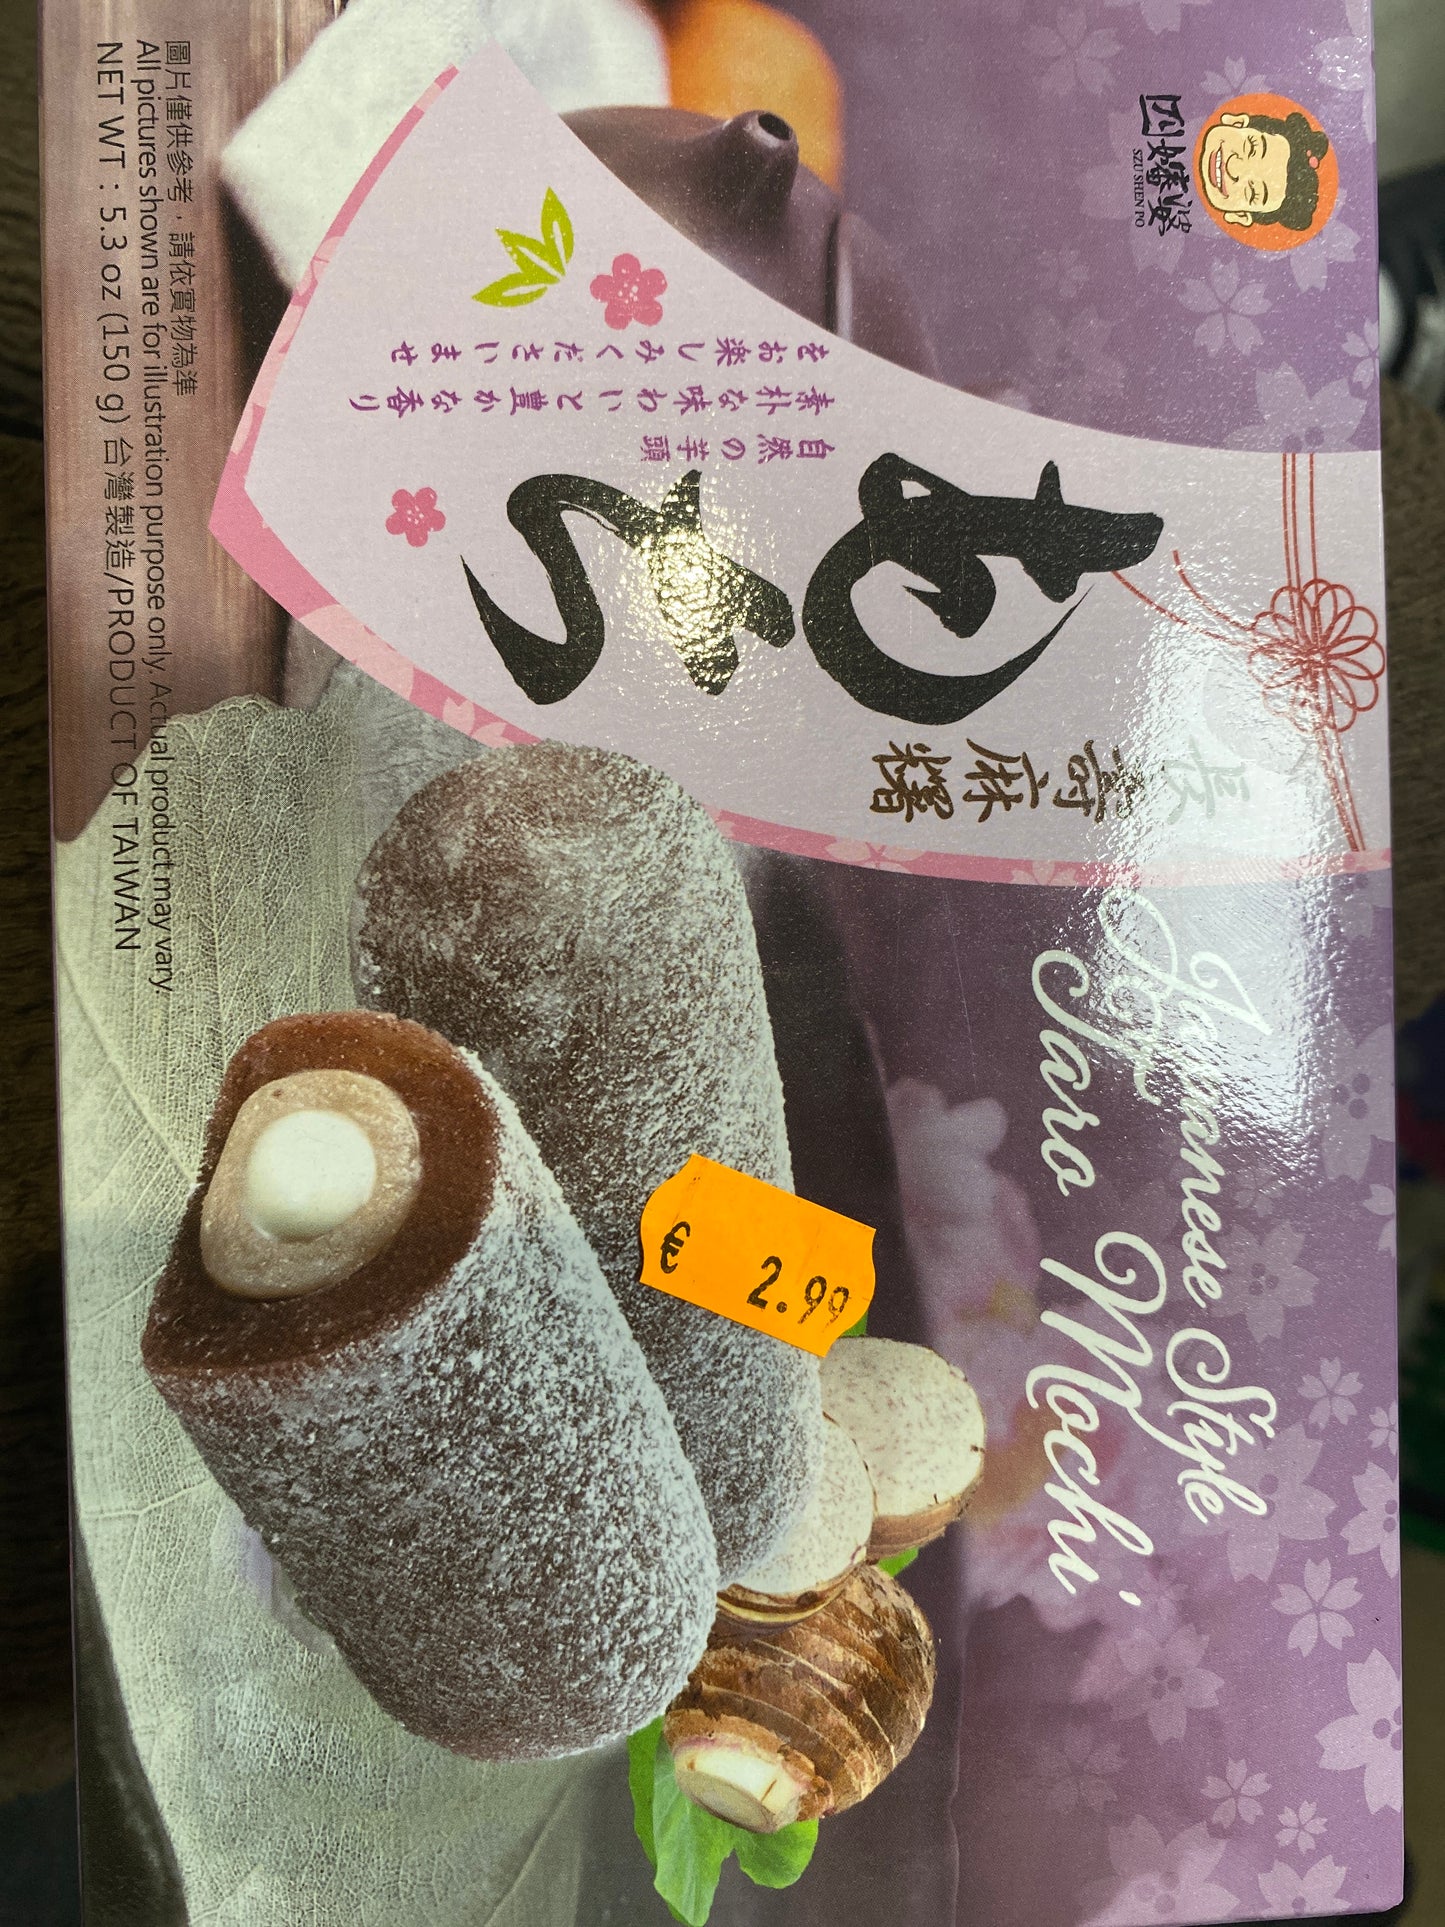 四嬸婆
SZU SHEN PO
長壽麻糬
もち
自然の芋頭
素朴な味わいと豊かな香り
をお楽しみくださいませ
Japanese Style
Taro Mochi
€ 2.99
圖片僅供參考，請依實物為準
All pictures shown are for illustration purpose only. Actual product may vary.
NET WT : 5.3 oz (150 g) 台灣製造/PRODUCT OF TAIWAN